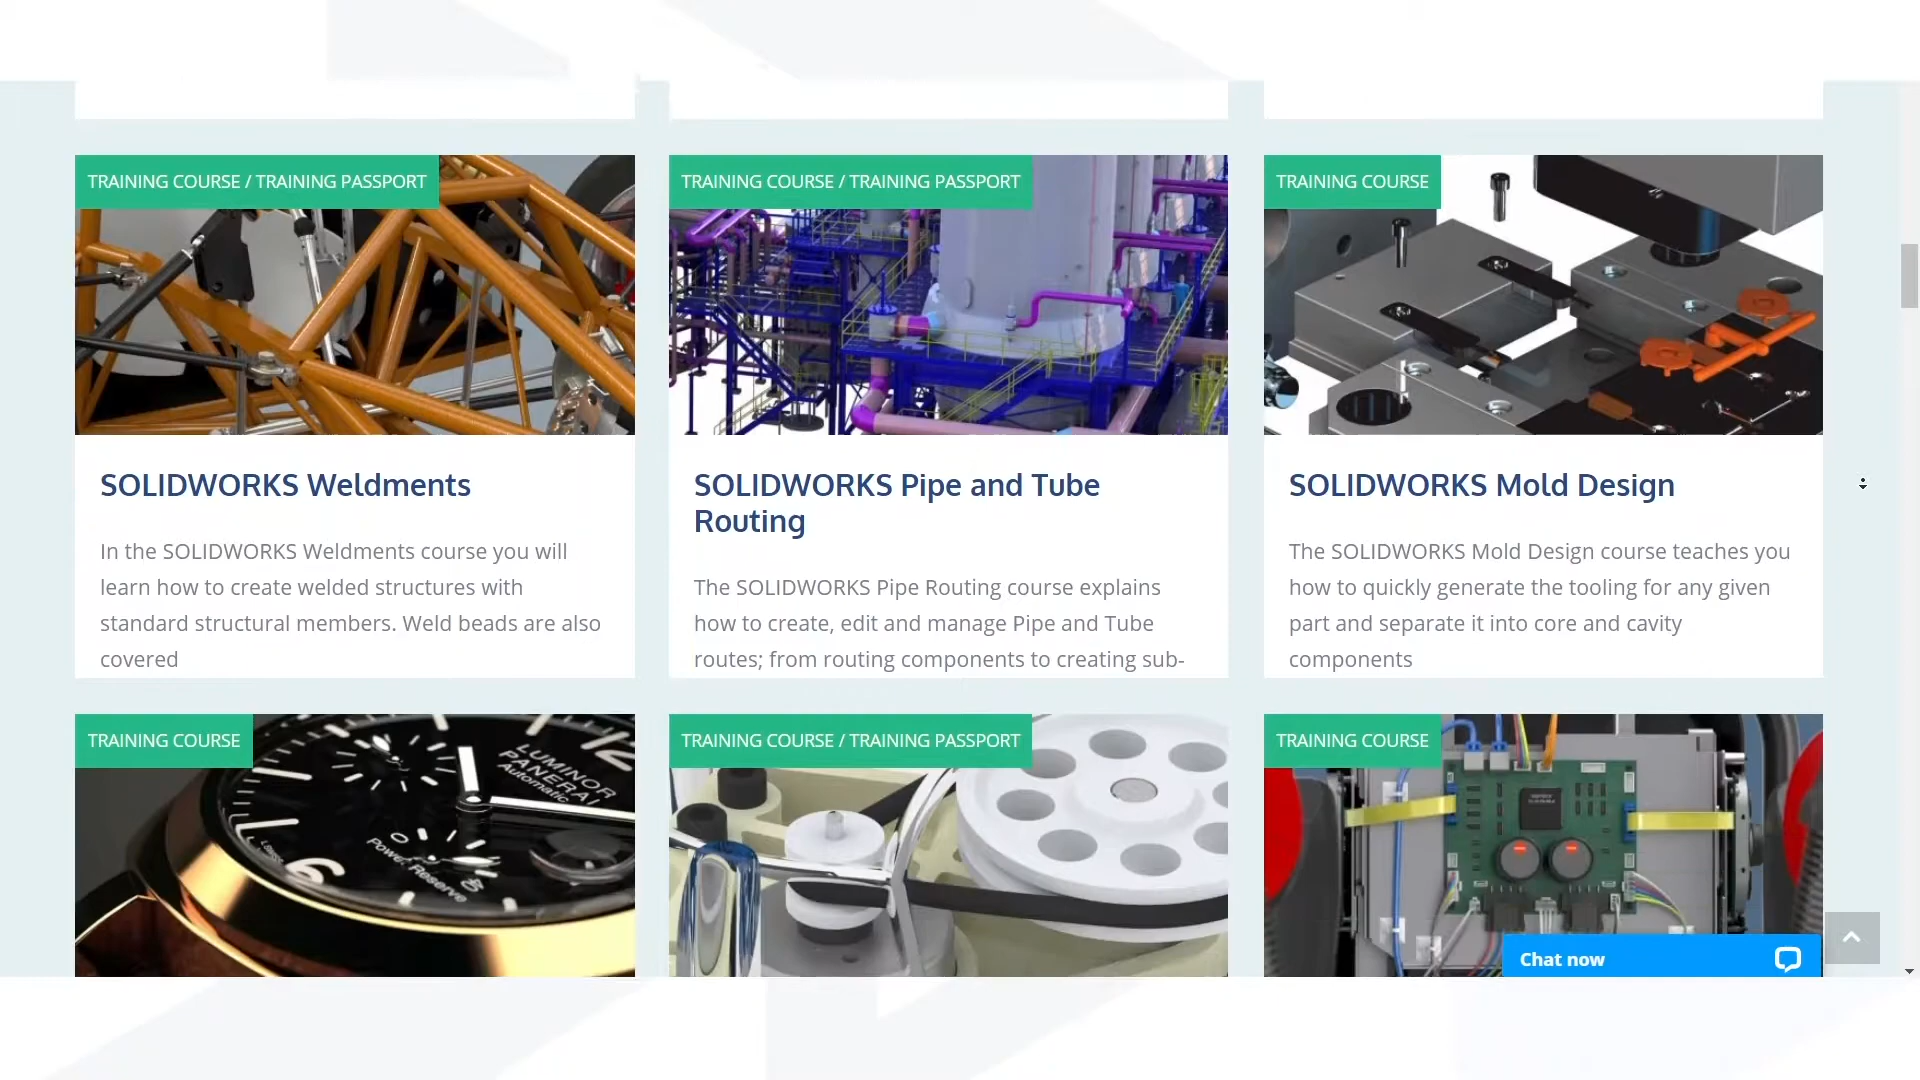 TRAINING COURSE / TRAINING PASSPORT
TRAINING COURSE / TRAINING PASSPORT
TRAINING COURSE
SOLIDWORKS Weldments
In the SOLIDWORKS Weldments course you will
learn how to create welded structures with
standard structural members. Weld beads are also
covered
SOLIDWORKS Pipe and Tube
Routing
The SOLIDWORKS Pipe Routing course explains
how to create, edit and manage Pipe and Tube
routes; from routing components to creating sub-
SOLIDWORKS Mold Design
The SOLIDWORKS Mold Design course teaches you
how to quickly generate the tooling for any given
part and separate it into core and cavity
components
TRAINING COURSE
LUMINOR
PANERAI
Automatic
12
6
Power Reserve
TRAINING COURSE / TRAINING PASSPORT
TRAINING COURSE
Chat now